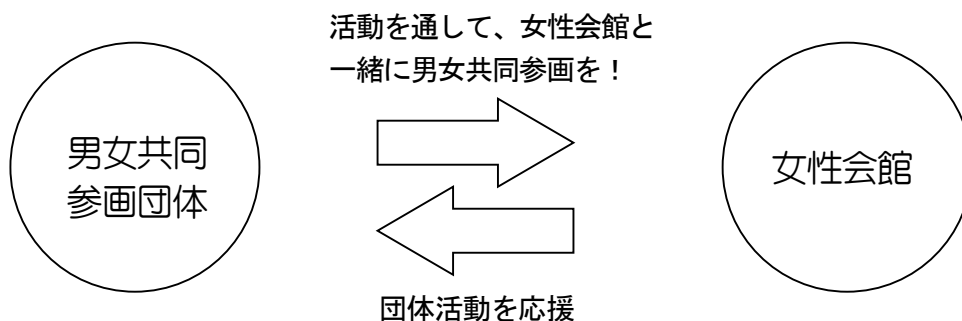 活動を通して、女性会館と
一緒に男女共同参画を！
男女共同
参画団体
女性会館
団体活動を応援